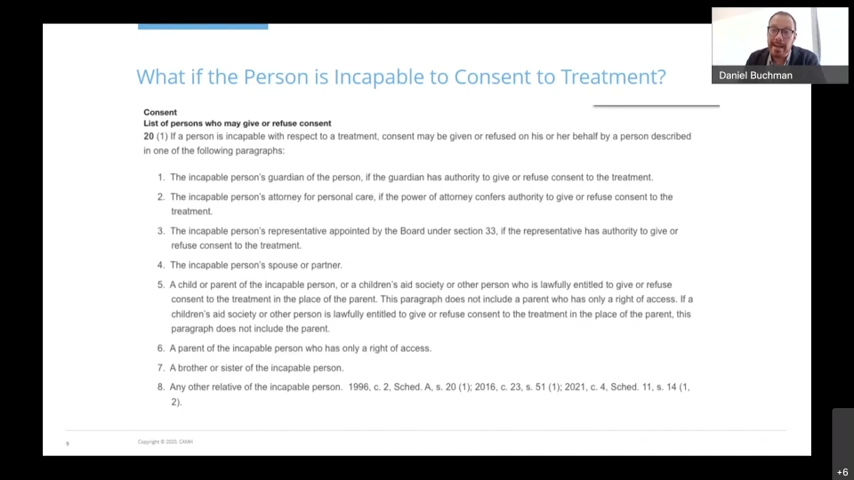 Daniel Buchman
What if the Person is Incapable to Consent to Treatment?
Consent
List of persons who may give or refuse consent
20 (1) If a person is incapable with respect to a treatment, consent may be given or refused on his or her behalf by a person described
in one of the following paragraphs:
1. The incapable person's guardian of the person, if the guardian has authority to give or refuse consent to the treatment.
2. The incapable person's attorney for personal care, if the power of attorney confers authority to give or refuse consent to the
treatment.
3. The incapable person's representative appointed by the Board under section 33, if the representative has authority to give or
refuse consent to the treatment.
4. The incapable person's spouse or partner.
5. A child or parent of the incapable person, or a children's aid society or other person who is lawfully entitled to give or refuse
consent to the treatment in the place of the parent. This paragraph does not include a parent who has only a right of access. If a
children's aid society or other person is lawfully entitled to give or refuse consent to the treatment in the place of the parent, this
paragraph does not include the parent.
6. A parent of the incapable person who has only a right of access.
7. A brother or sister of the incapable person.
8. Any other relative of the incapable person. 1996, c. 2, Sched. A, s. 20 (1); 2016, c. 23, s. 51 (1); 2021, c. 4, Sched. 11, s. 14 (1,
2).
9
Copyright © 2020, CAMH
+6